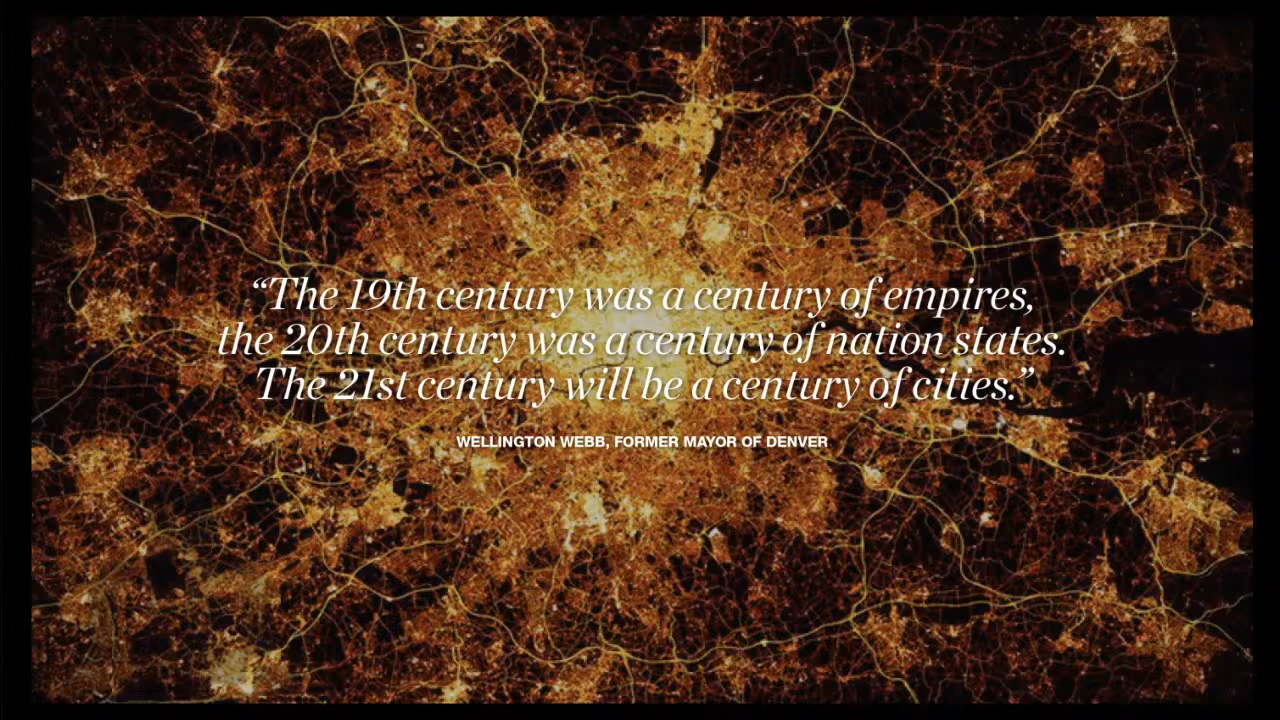 “The 19th century was a century of empires,
the 20th century was a century of nation states.
The 21st century will be a century of cities.”
WELLINGTON WEBB, FORMER MAYOR OF DENVER